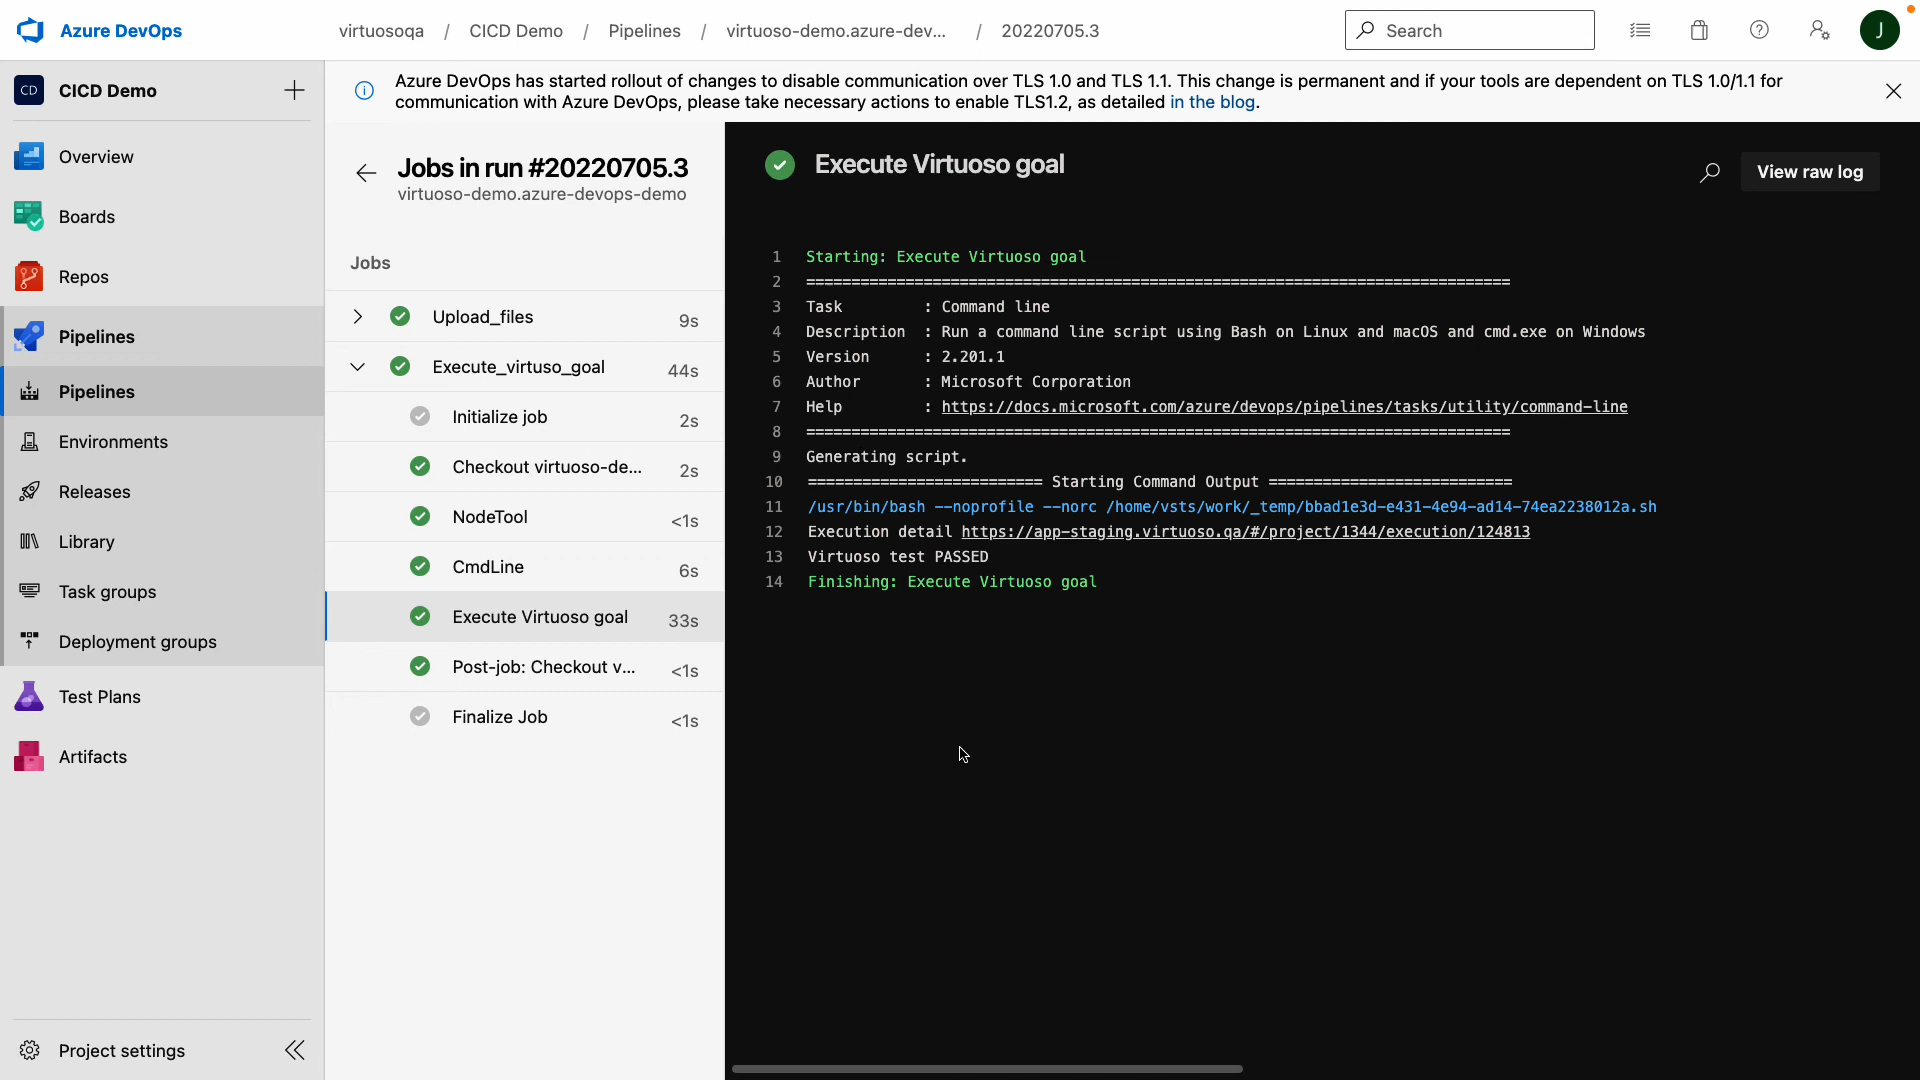 Azure DevOps
virtuosoqa / CICD Demo / Pipelines / virtuoso-demo.azure-dev... / 20220705.3
Search
J
CD CICD Demo
Azure DevOps has started rollout of changes to disable communication over TLS 1.0 and TLS 1.1. This change is permanent and if your tools are dependent on TLS 1.0/1.1 for
communication with Azure DevOps, please take necessary actions to enable TLS1.2, as detailed in the blog.
Overview
Boards
Repos
Pipelines
Pipelines
Environments
Releases
Library
Task groups
Deployment groups
Test Plans
Artifacts
Project settings
Jobs in run #20220705.3
virtuoso-demo.azure-devops-demo
Jobs
Upload_files 9s
Execute_virtuso_goal 44s
Initialize job 2s
Checkout virtuoso-de... 2s
NodeTool <1s
CmdLine 6s
Execute Virtuoso goal 33s
Post-job: Checkout v... <1s
Finalize Job <1s
Execute Virtuoso goal
View raw log
1 Starting: Execute Virtuoso goal
2 ==============================================================================
3 Task : Command line
4 Description : Run a command line script using Bash on Linux and macOS and cmd.exe on Windows
5 Version : 2.201.1
6 Author : Microsoft Corporation
7 Help : https://docs.microsoft.com/azure/devops/pipelines/tasks/utility/command-line
8 ==============================================================================
9 Generating script.
10 ========================== Starting Command Output ===========================
11 /usr/bin/bash --noprofile --norc /home/vsts/work/_temp/bbad1e3d-e431-4e94-ad14-74ea2238012a.sh
12 Execution detail https://app-staging.virtuoso.qa/#/project/1344/execution/124813
13 Virtuoso test PASSED
14 Finishing: Execute Virtuoso goal